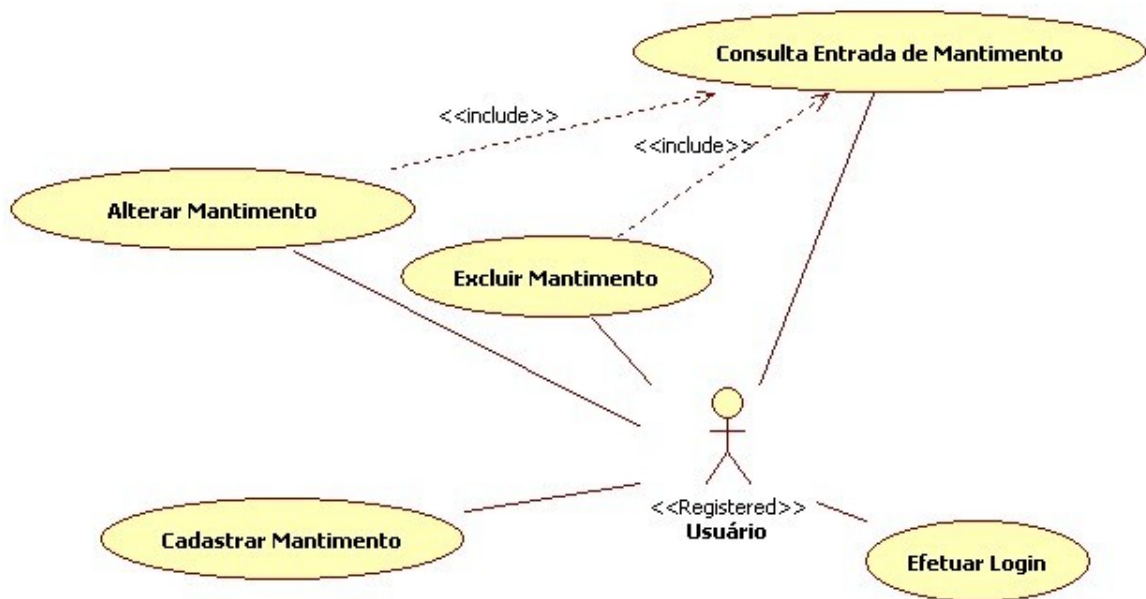 Consulta Entrada de Mantimento
<<include>>
<<include>>
Alterar Mantimento
Excluir Mantimento
<<Registered>>
Usuário
Cadastrar Mantimento
Efetuar Login